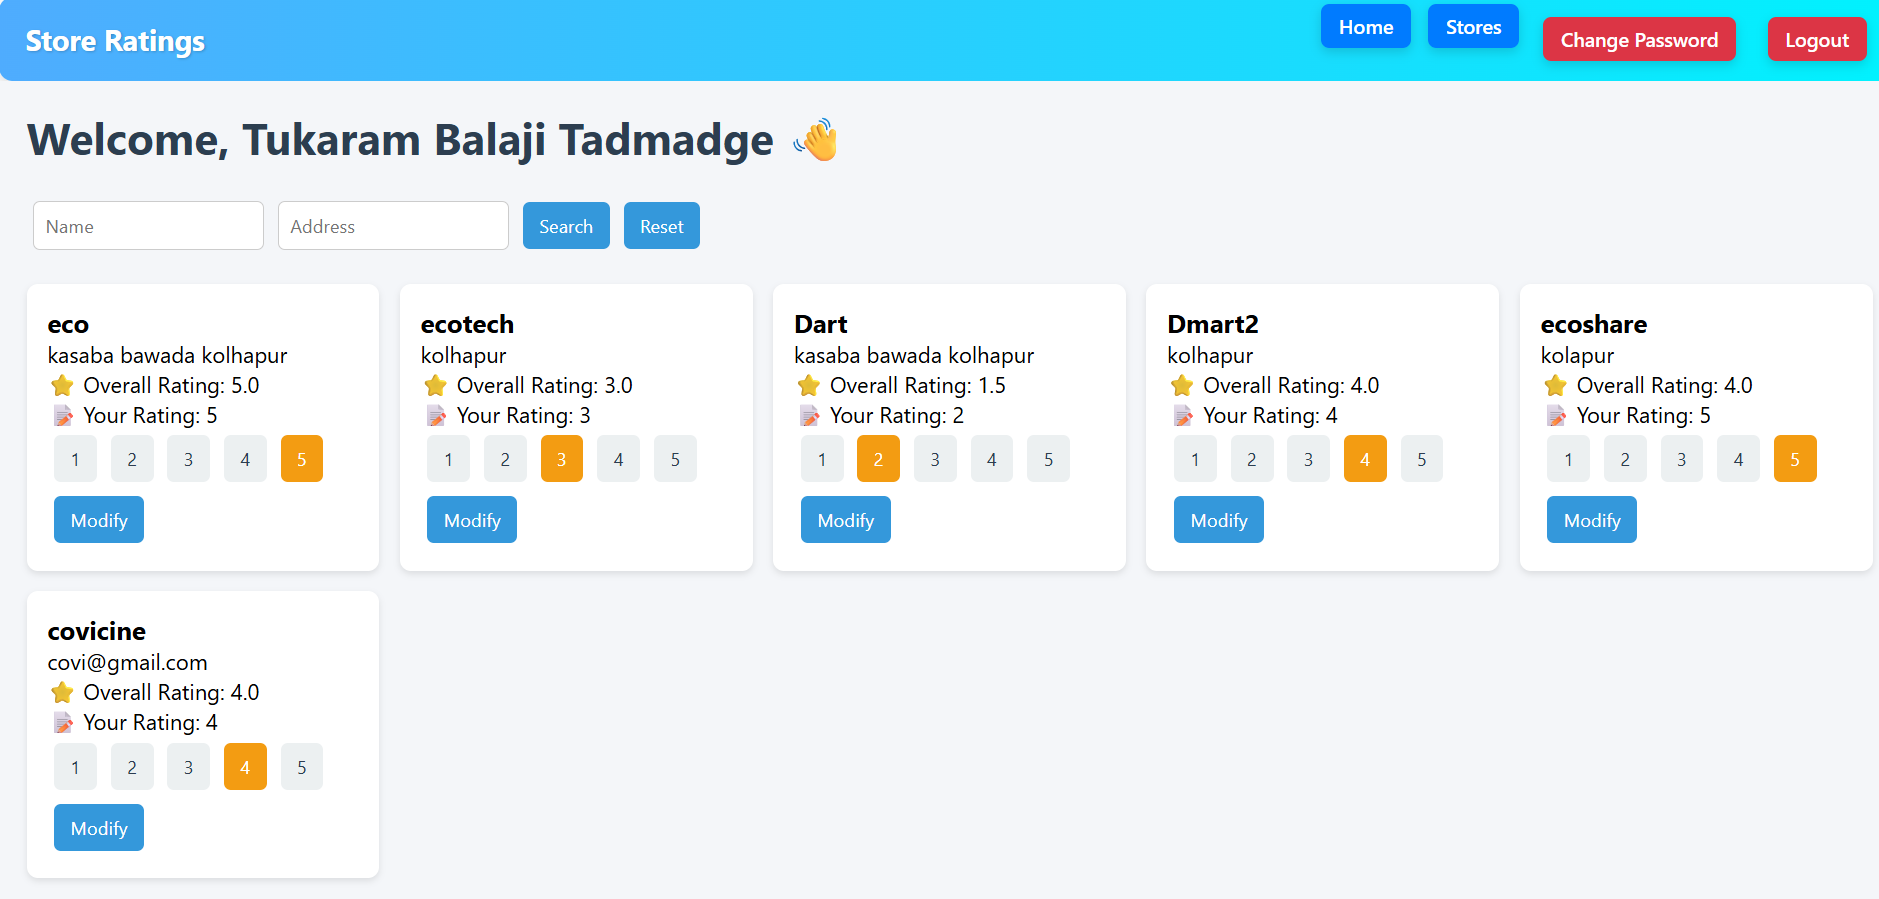 Store Ratings
Home
Stores
Change Password
Logout
Welcome, Tukaram Balaji Tadmadge 👋
Name
Address
Search
Reset
eco
kasaba bawada kolhapur
⭐ Overall Rating: 5.0
📝 Your Rating: 5
1 2 3 4 5
Modify
ecotech
kolhapur
⭐ Overall Rating: 3.0
📝 Your Rating: 3
1 2 3 4 5
Modify
Dart
kasaba bawada kolhapur
⭐ Overall Rating: 1.5
📝 Your Rating: 2
1 2 3 4 5
Modify
Dmart2
kolhapur
⭐ Overall Rating: 4.0
📝 Your Rating: 4
1 2 3 4 5
Modify
ecoshare
kolapur
⭐ Overall Rating: 4.0
📝 Your Rating: 5
1 2 3 4 5
Modify
covicine
covi@gmail.com
⭐ Overall Rating: 4.0
📝 Your Rating: 4
1 2 3 4 5
Modify